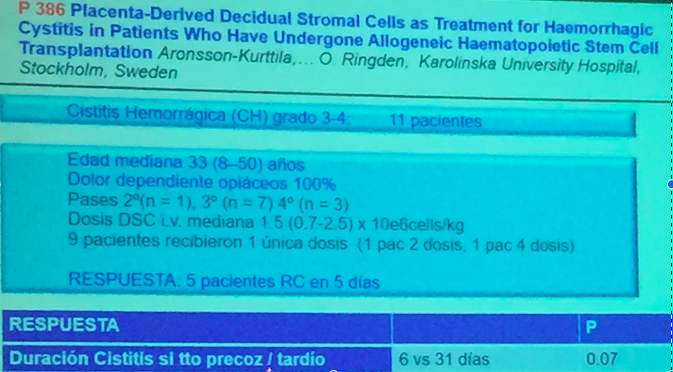 P 386 Placenta-Derived Decidual Stromal Cells as Treatment for Haemorrhagic
Cystitis in Patients Who Have Undergone Allogeneic Haematopoietic Stem Cell
Transplantation Aronsson-Kurttila,... O. Ringden, Karolinska University Hospital,
Stockholm, Sweden
Cistitis Hemorrágica (CH) grado 3-4: 11 pacientes
Edad mediana 33 (8–50) años
Dolor dependiente opiáceos 100%
Pases 2º(n = 1), 3º (n = 7) 4º (n = 3)
Dosis DSC i.v. mediana 1.5 (0.7-2.5) x 10e6cells/kg
9 pacientes recibieron 1 única dosis (1 pac 2 dosis, 1 pac 4 dosis)
RESPUESTA. 5 pacientes RC en 5 días
RESPUESTA P
Duración Cistitis si tto precoz / tardío 6 vs 31 días 0.07